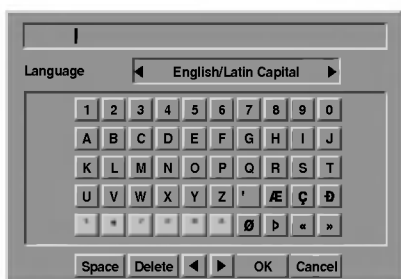 Language ◀ English/Latin Capital ▶
1 2 3 4 5 6 7 8 9 0
A B C D E F G H I J
K L M N O P Q R S T
U V W X Y Z ' Æ Ç Ð
Ø Þ « »
Space Delete ◀ ▶ OK Cancel